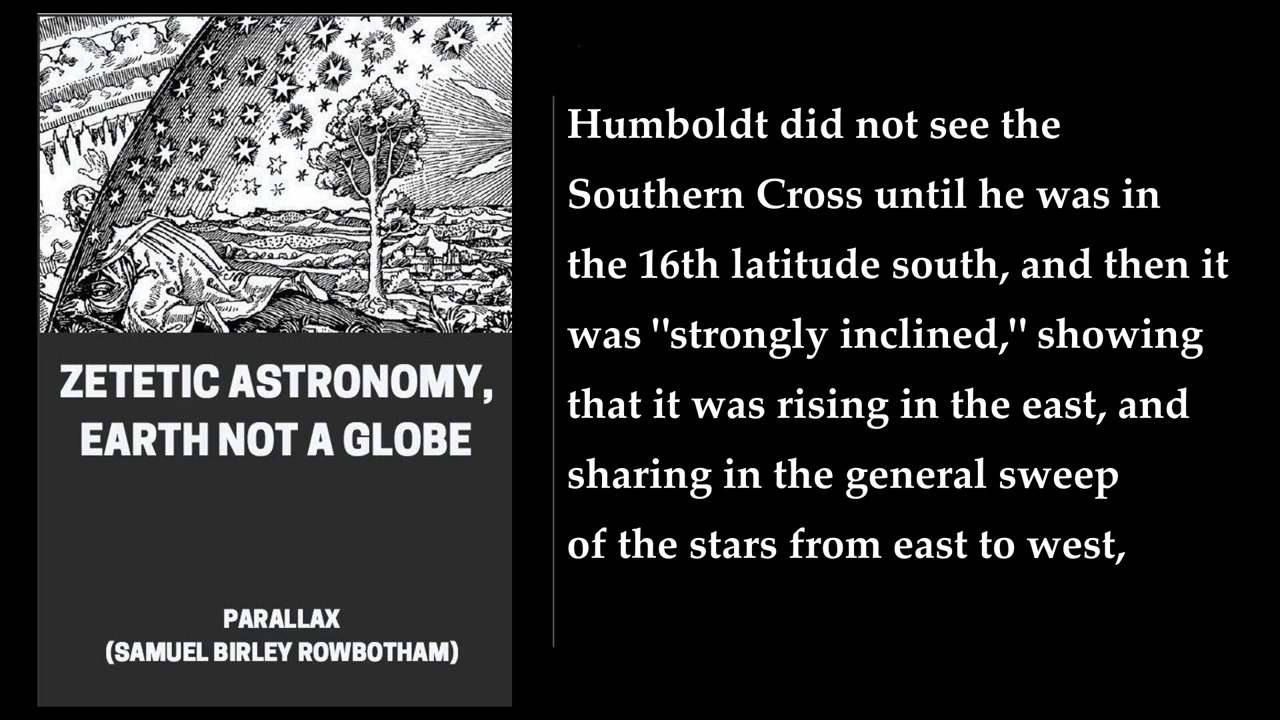 ZETETIC ASTRONOMY,
EARTH NOT A GLOBE
PARALLAX
(SAMUEL BIRLEY ROWBOTHAM)
Humboldt did not see the
Southern Cross until he was in
the 16th latitude south, and then it
was "strongly inclined," showing
that it was rising in the east, and
sharing in the general sweep
of the stars from east to west,